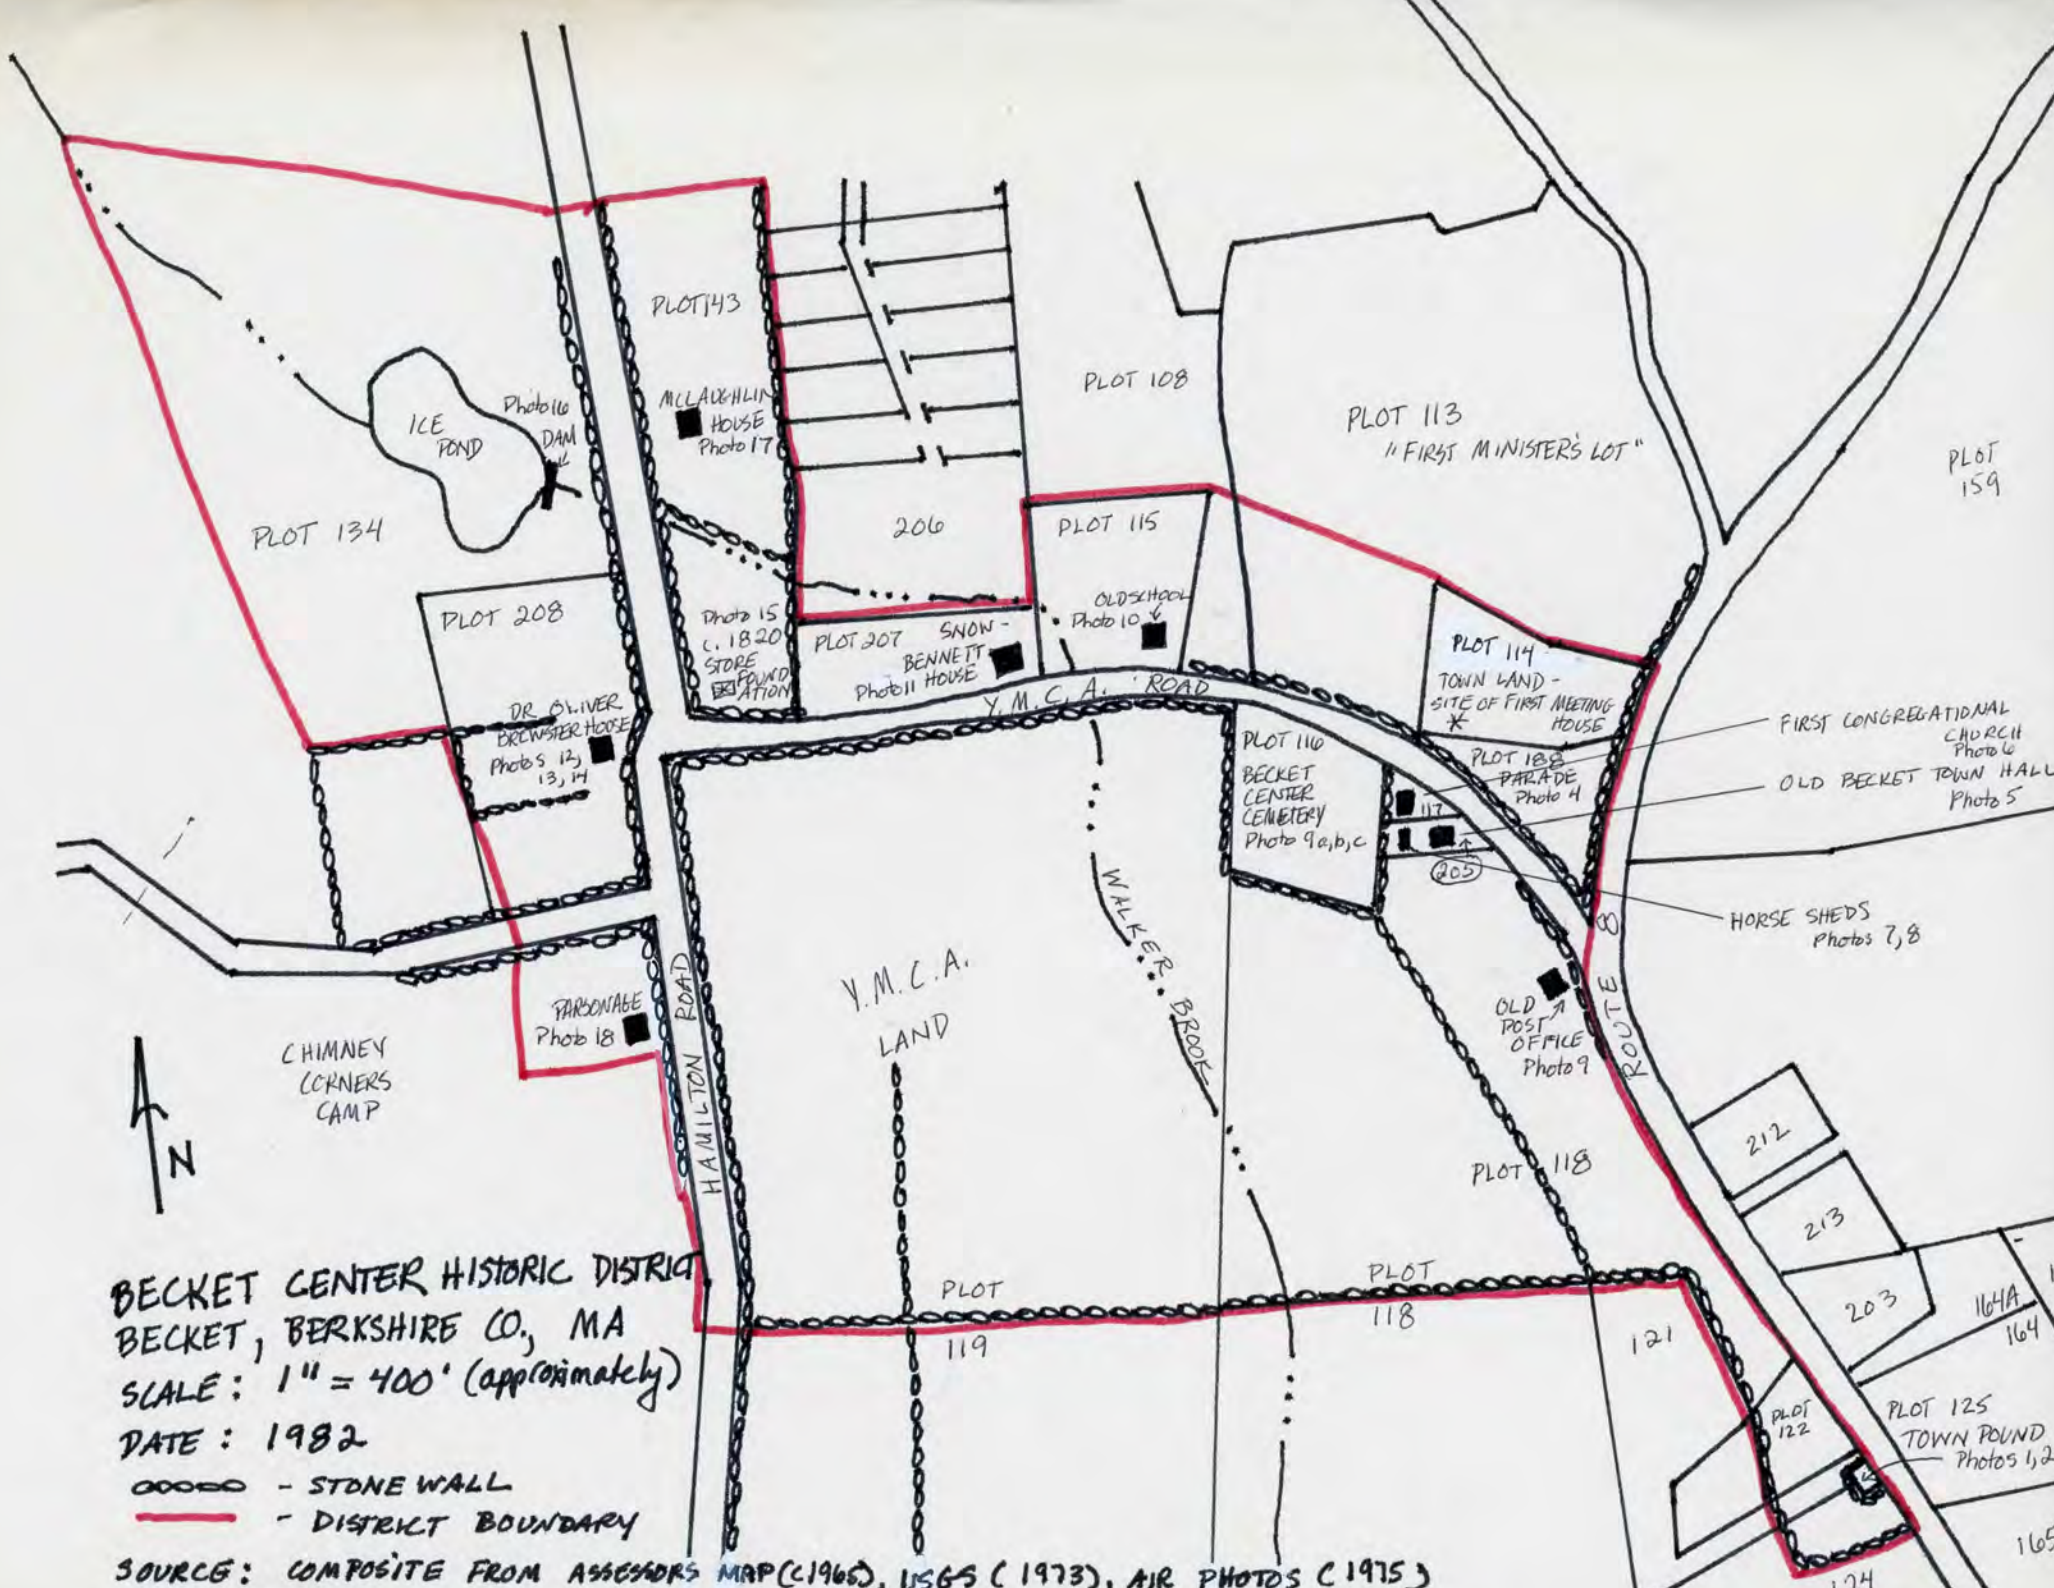 PLOT 143
MCLAUGHLIN
HOUSE
Photo 17
Photo 16
DAM
ICE
POND
PLOT 134
PLOT 208
Photo 15
c. 1820
STORE
FOUND
ATION
206
PLOT 207
SNOW -
BENNETT
Photo 11 HOUSE
PLOT 108
PLOT 115
OLD SCHOOL
Photo 10
PLOT 113
"FIRST MINISTER'S LOT"
PLOT
159
PLOT 114
TOWN LAND -
SITE OF FIRST MEETING
* HOUSE
PLOT 188
PARADE
Photo 4
FIRST CONGREGATIONAL
CHURCH
Photo 6
OLD BECKET TOWN HALL
Photo 5
HORSE SHEDS
Photos 7, 8
DR OLIVER
BREWSTER HOUSE
Photos 12,
13, 14
Y. M. C. A. ROAD
PLOT 116
BECKET
CENTER
CEMETERY
Photo 9a,b,c
117
205
OLD
POST
OFFICE
Photo 9
ROUTE 8
WALKER BROOK
Y.M.C.A.
LAND
PARSONAGE
Photo 18
HAMILTON ROAD
CHIMNEY
CORNERS
CAMP
N
PLOT 118
PLOT
119
PLOT
118
121
212
213
203
164A
164
PLOT
122
PLOT 125
TOWN POUND
Photos 1, 2
165
124
BECKET CENTER HISTORIC DISTRICT
BECKET, BERKSHIRE CO., MA
SCALE: 1" = 400' (approximately)
DATE: 1982
- STONE WALL
- DISTRICT BOUNDARY
SOURCE: COMPOSITE FROM ASSESSORS MAP (c1965), USGS (1973), AIR PHOTOS (1975)